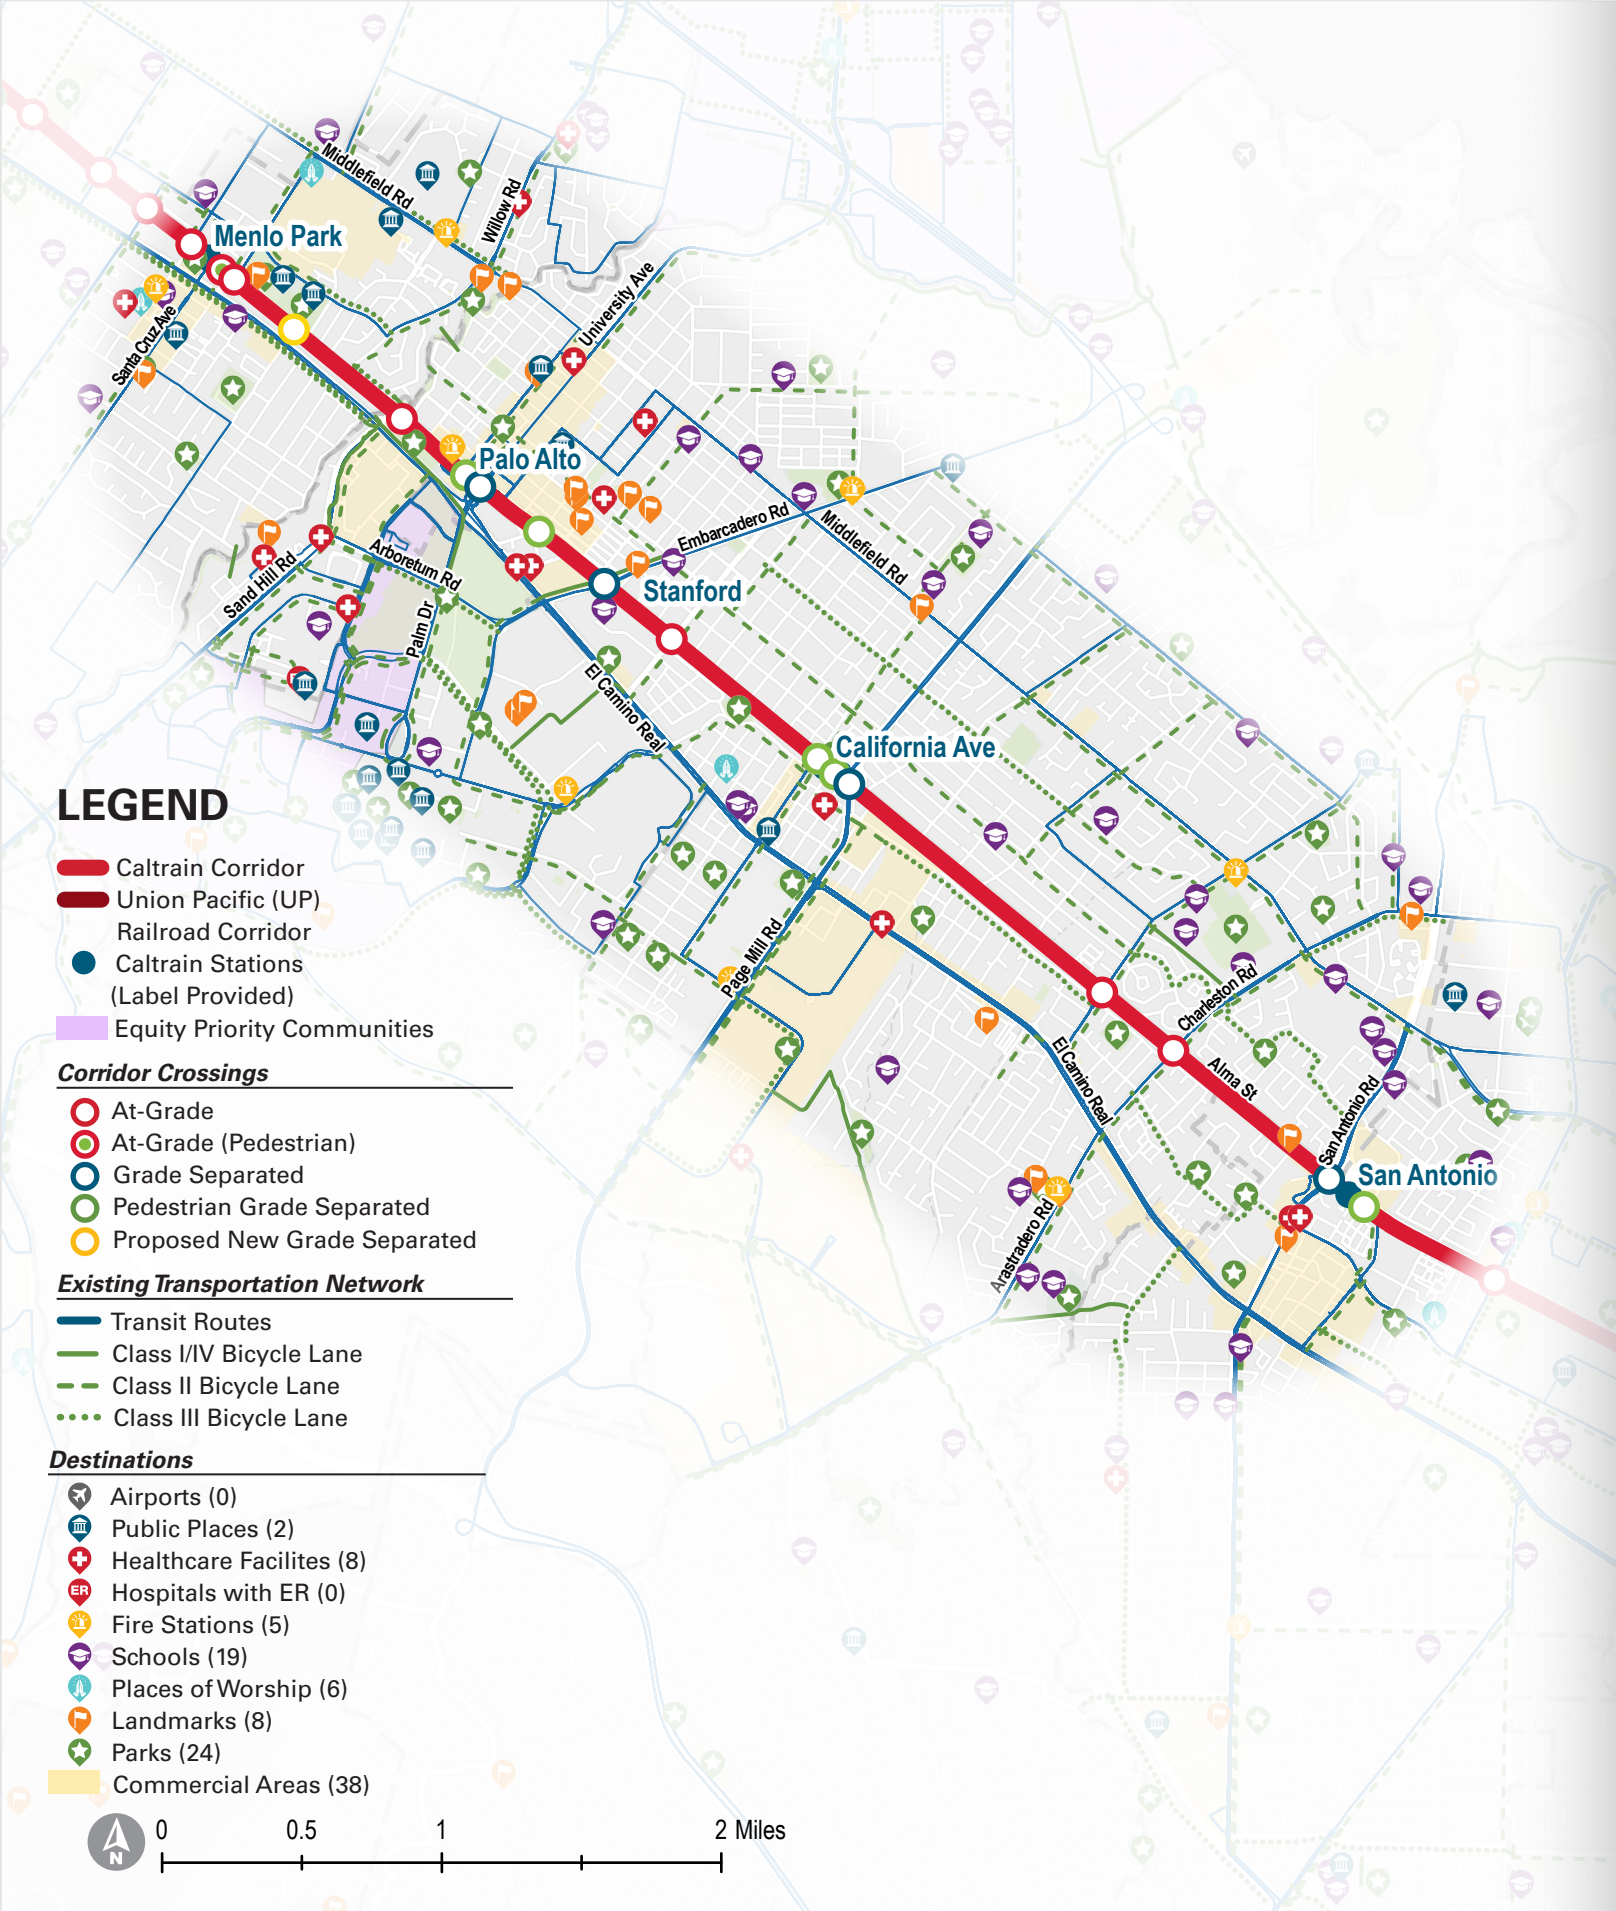 Middlefield Rd
Willow Rd
Menlo Park
University Ave
Santa Cruz Ave
Palo Alto
Embarcadero Rd
Middlefield Rd
Arboretum Rd
Sand Hill Rd
Palm Dr
Stanford
El Camino Real
California Ave
Page Mill Rd
Charleston Rd
El Camino Real
Alma St
San Antonio Rd
San Antonio
Arastradero Rd
LEGEND
Caltrain Corridor
Union Pacific (UP)
Railroad Corridor
Caltrain Stations
(Label Provided)
Equity Priority Communities
Corridor Crossings
At-Grade
At-Grade (Pedestrian)
Grade Separated
Pedestrian Grade Separated
Proposed New Grade Separated
Existing Transportation Network
Transit Routes
Class I/IV Bicycle Lane
Class II Bicycle Lane
Class III Bicycle Lane
Destinations
Airports (0)
Public Places (2)
Healthcare Facilites (8)
ER Hospitals with ER (0)
Fire Stations (5)
Schools (19)
Places of Worship (6)
Landmarks (8)
Parks (24)
Commercial Areas (38)
N
0 0.5 1 2 Miles